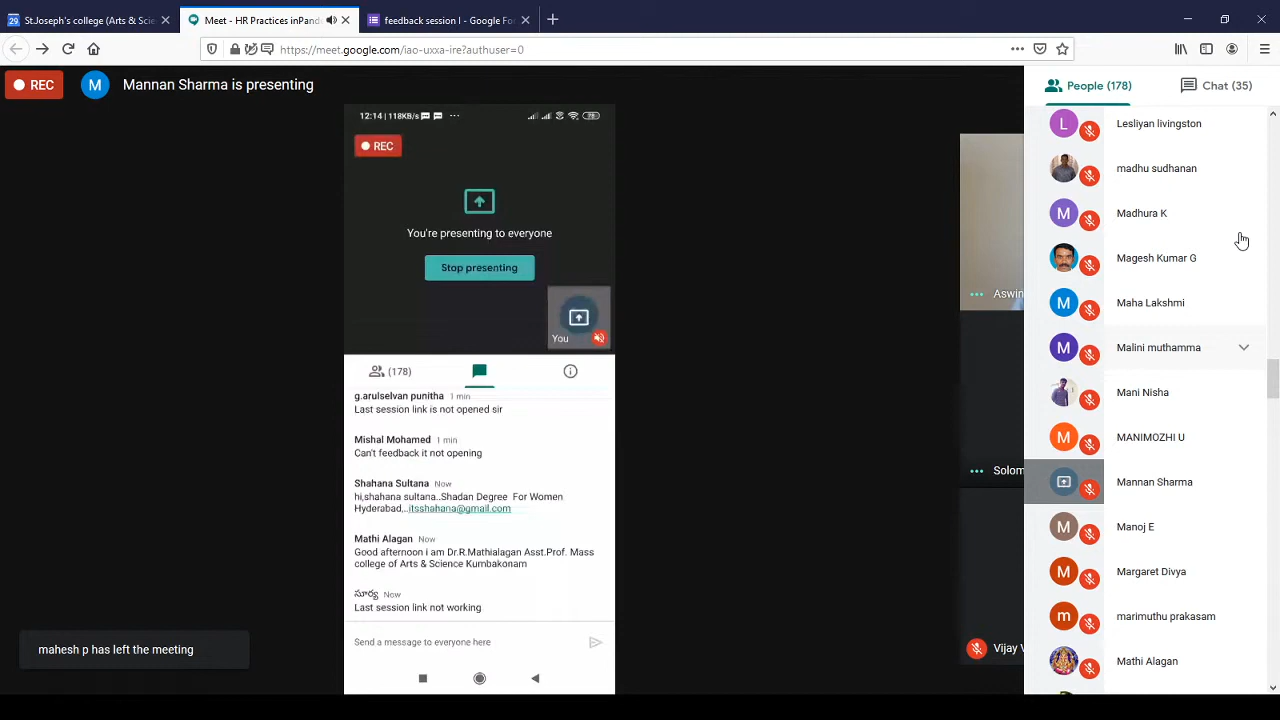 St.Joseph's college (Arts & Scie
Meet - HR Practices inPand
feedback session I - Google For
https://meet.google.com/iao-uxxa-ire?authuser=0
REC
M
Mannan Sharma is presenting
12:14 | 118KB/s
REC
You're presenting to everyone
Stop presenting
You
(178)
g.arulselvan punitha 1 min
Last session link is not opened sir
Mishal Mohamed 1 min
Can't feedback it not opening
Shahana Sultana Now
hi,shahana sultana..Shadan Degree For Women
Hyderabad,..itsshahana@gmail.com
Mathi Alagan Now
Good afternoon i am Dr.R.Mathialagan Asst.Prof. Mass
college of Arts & Science Kumbakonam
సూర్య Now
Last session link not working
Send a message to everyone here
mahesh p has left the meeting
Aswin
Solom
Vijay V
People (178)
Chat (35)
L Lesliyan livingston
madhu sudhanan
M Madhura K
Magesh Kumar G
M Maha Lakshmi
M Malini muthamma
Mani Nisha
M MANIMOZHI U
Mannan Sharma
M Manoj E
M Margaret Divya
m marimuthu prakasam
Mathi Alagan